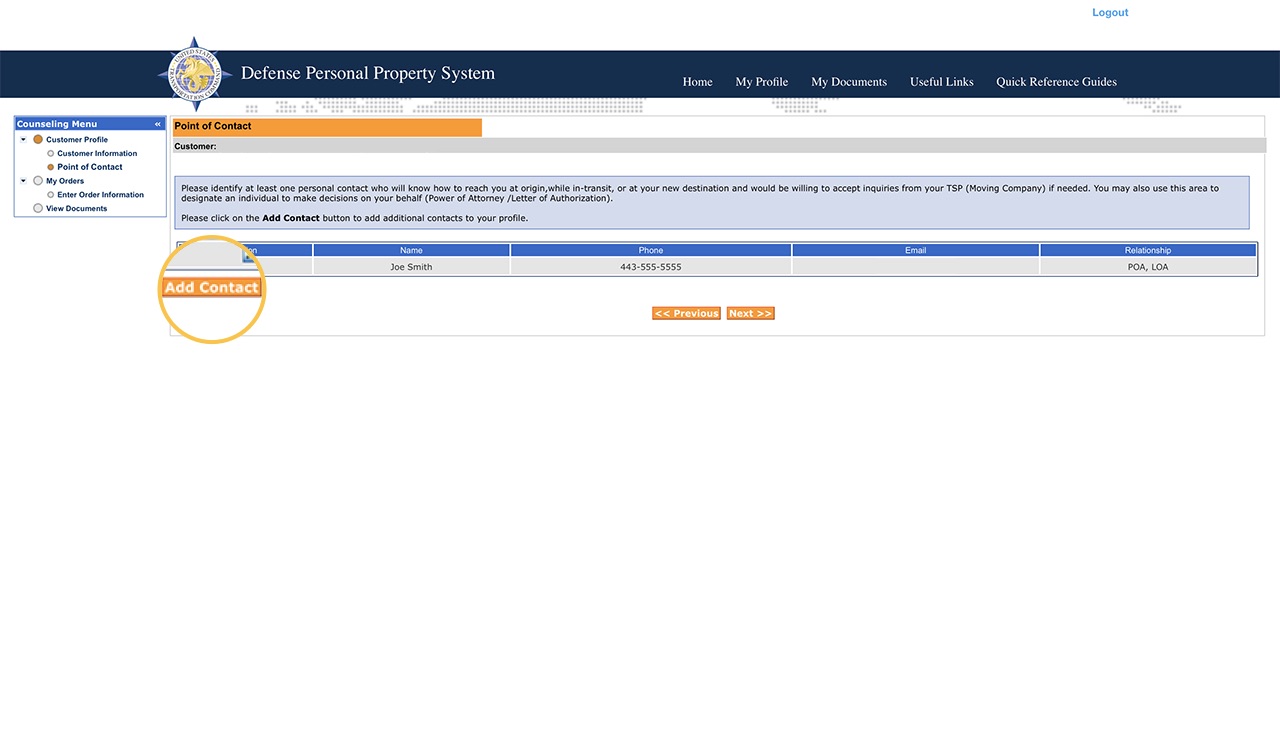 Logout
UNITED STATES
TRANSPORTATION COMMAND
Defense Personal Property System
Home
My Profile
My Documents
Useful Links
Quick Reference Guides
Counseling Menu «
Customer Profile
Customer Information
Point of Contact
My Orders
Enter Order Information
View Documents
Point of Contact
Customer:
Please identify at least one personal contact who will know how to reach you at origin,while in-transit, or at your new destination and would be willing to accept inquiries from your TSP (Moving Company) if needed. You may also use this area to
designate an individual to make decisions on your behalf (Power of Attorney /Letter of Authorization).
Please click on the Add Contact button to add additional contacts to your profile.
Name Phone Email Relationship
Joe Smith 443-555-5555 POA, LOA
Add Contact
<< Previous Next >>